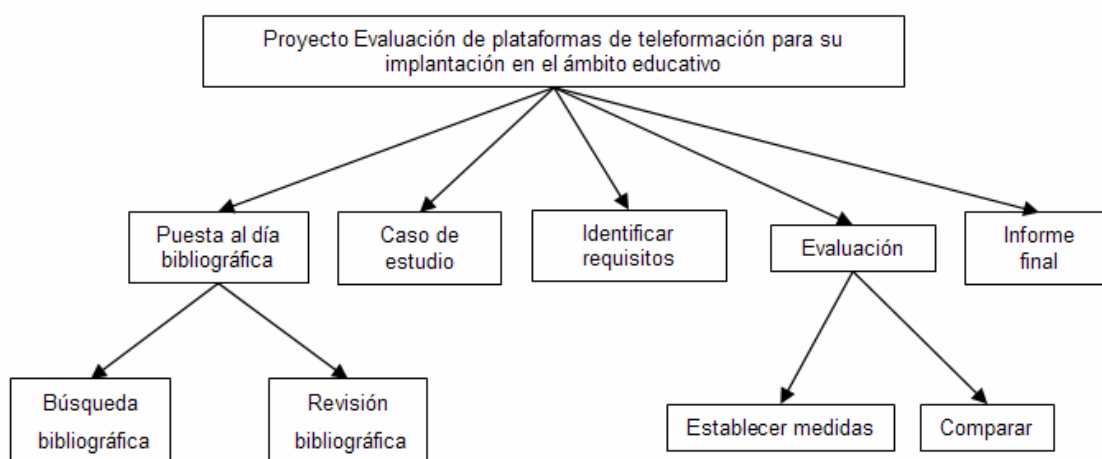 Proyecto Evaluación de plataformas de teleformación para su
implantación en el ámbito educativo
Puesta al día
bibliográfica
Caso de
estudio
Identificar
requisitos
Evaluación
Informe
final
Búsqueda
bibliográfica
Revisión
bibliográfica
Establecer medidas
Comparar